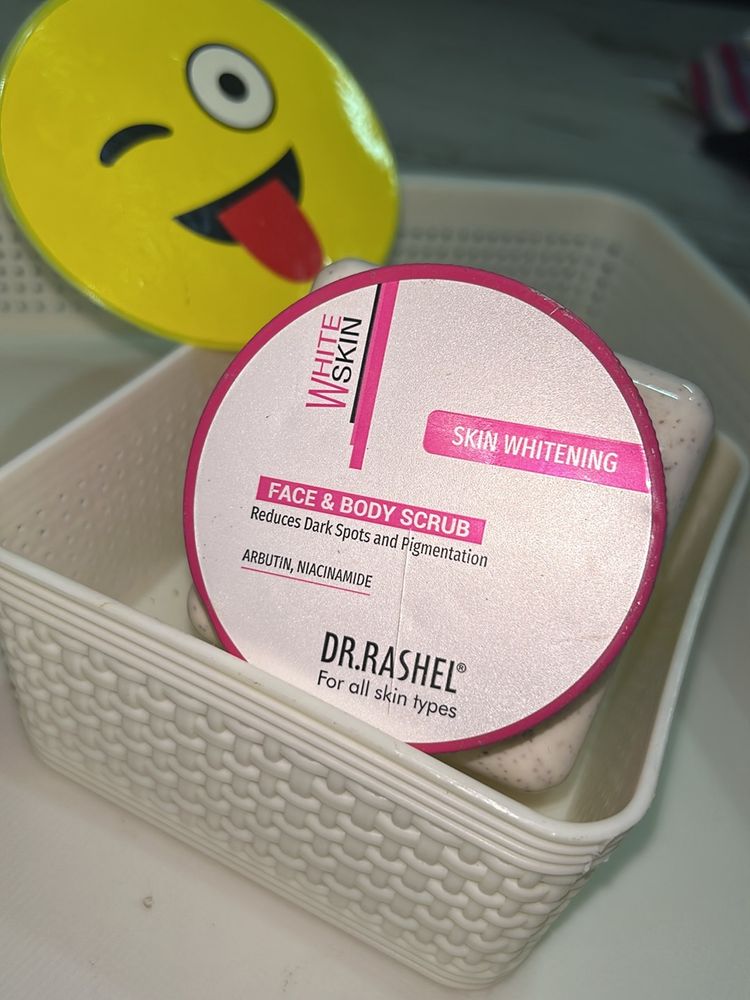 WHITE
SKIN
SKIN WHITENING
FACE & BODY SCRUB
Reduces Dark Spots and Pigmentation
ARBUTIN, NIACINAMIDE
DR.RASHEL®
For all skin types